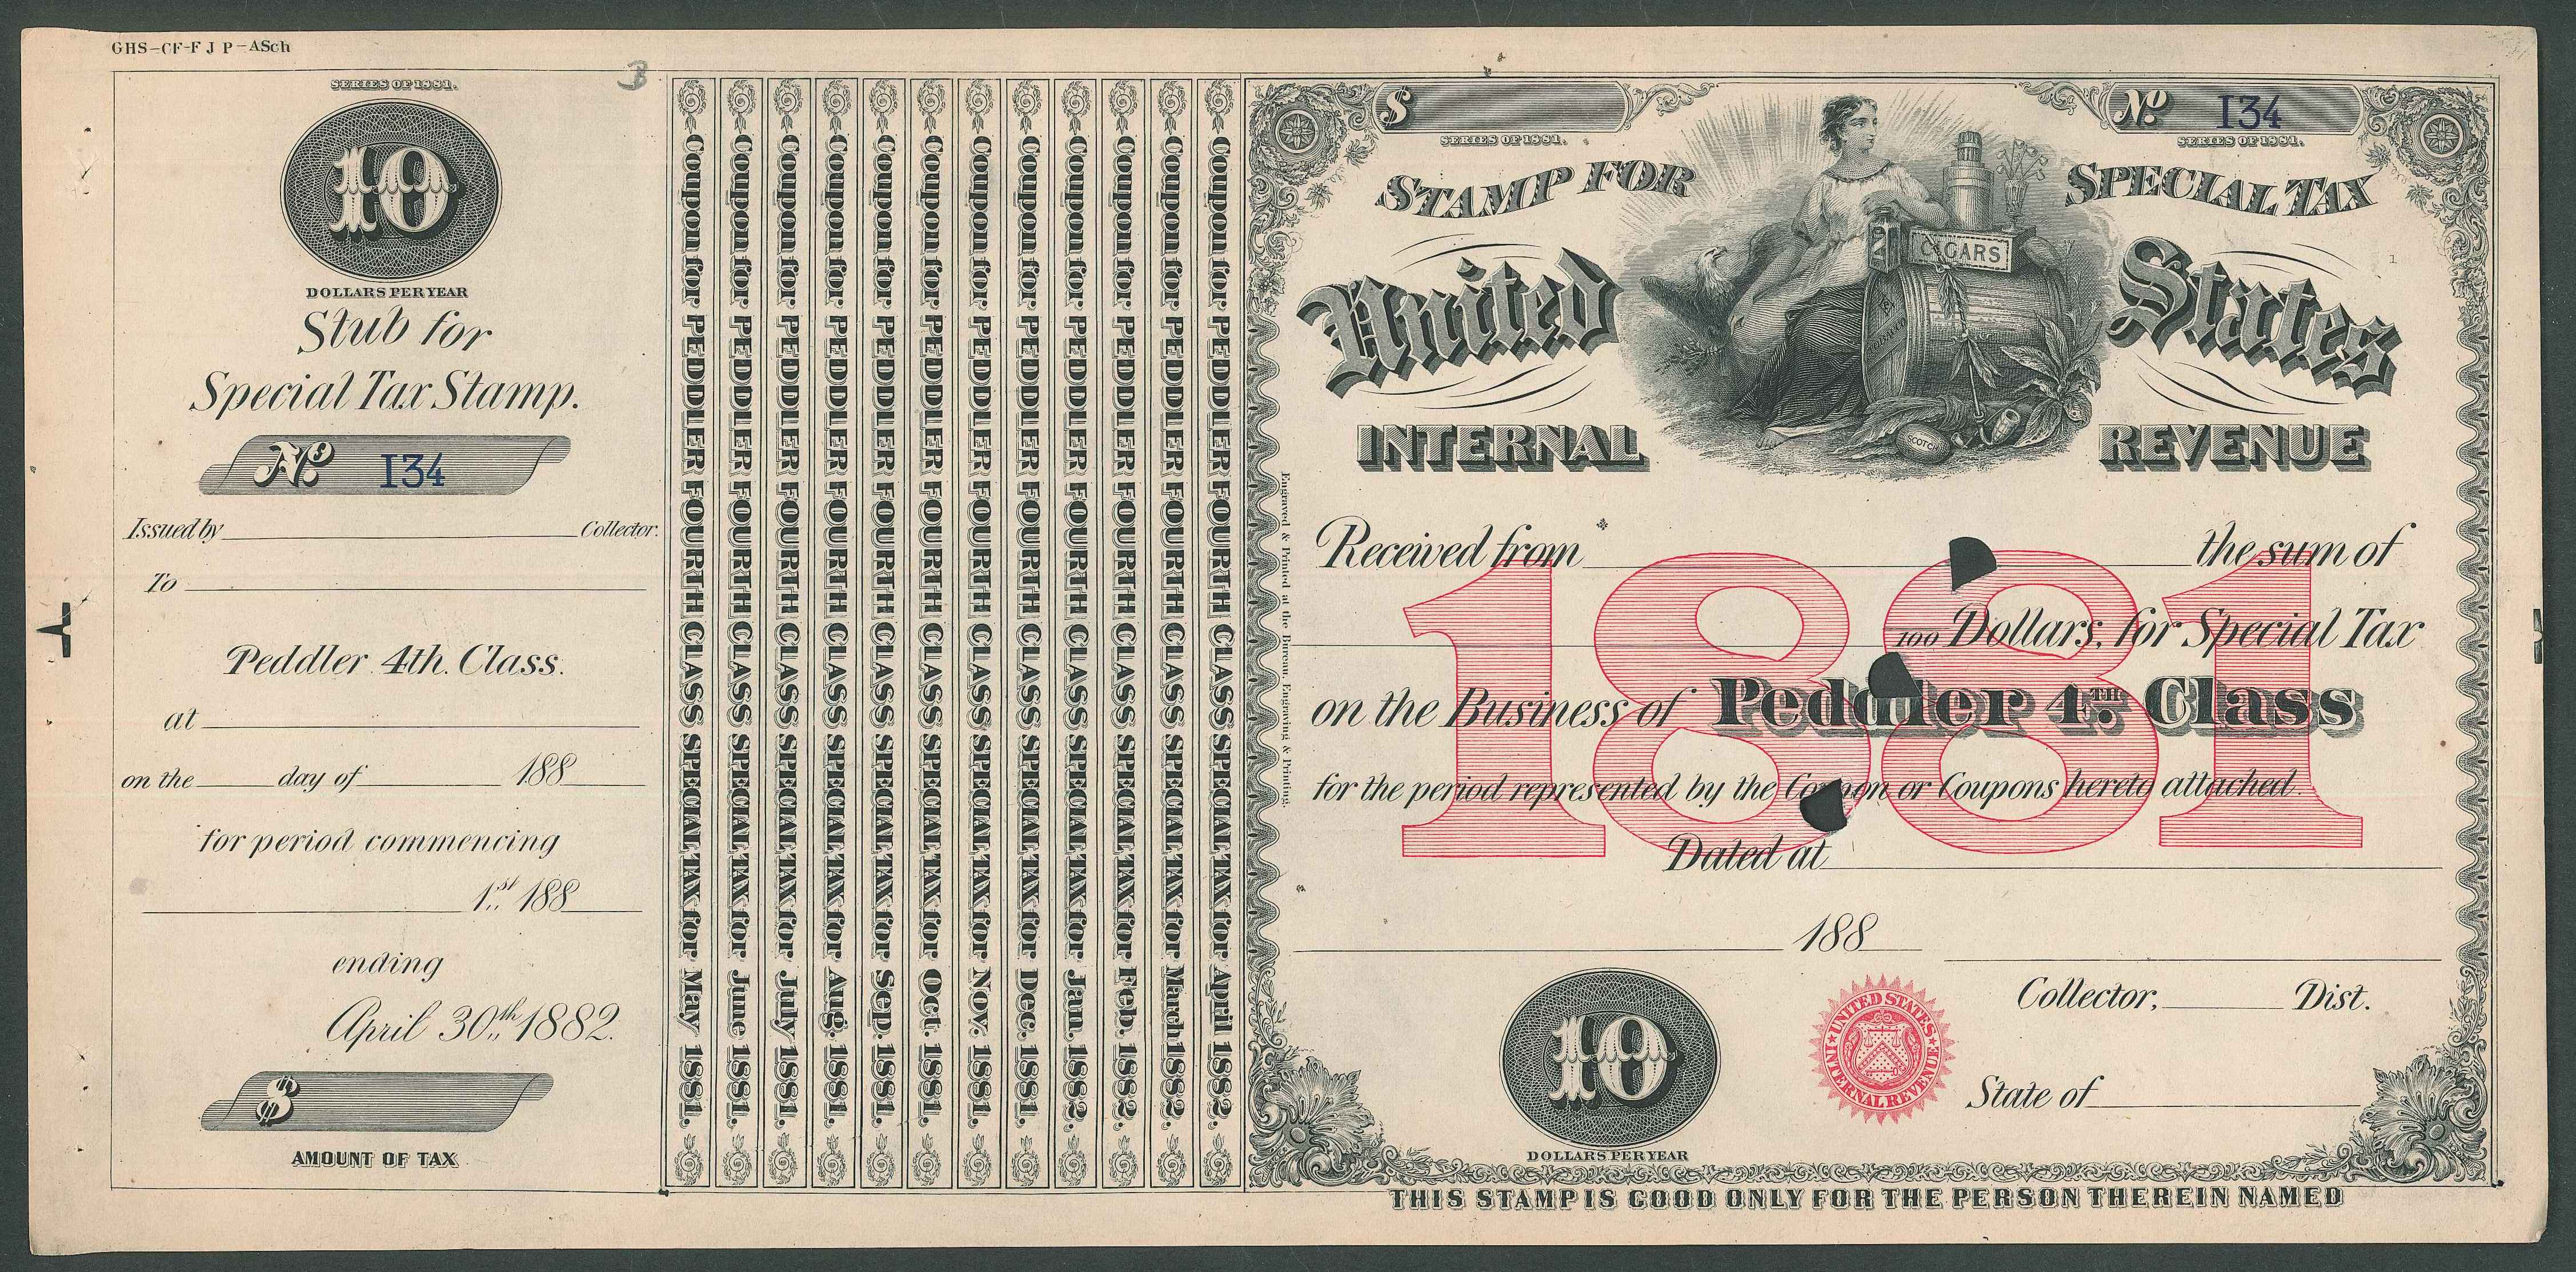 GHS-CF-F J P-ASch
SERIES OF 1881.
10
DOLLARS PER YEAR
Stub for
Special Tax Stamp.
No. 134
Issued by Collector.
To
Peddler 4th. Class.
at
on the day of 188
for period commencing
1st 188
ending
April 30th 1882.
$
AMOUNT OF TAX
3
Coupon for PEDDLER FOURTH CLASS SPECIAL TAX for May 1881.
Coupon for PEDDLER FOURTH CLASS SPECIAL TAX for June 1881.
Coupon for PEDDLER FOURTH CLASS SPECIAL TAX for July 1881.
Coupon for PEDDLER FOURTH CLASS SPECIAL TAX for Aug. 1881.
Coupon for PEDDLER FOURTH CLASS SPECIAL TAX for Sep. 1881.
Coupon for PEDDLER FOURTH CLASS SPECIAL TAX for Oct. 1881.
Coupon for PEDDLER FOURTH CLASS SPECIAL TAX for Nov. 1881.
Coupon for PEDDLER FOURTH CLASS SPECIAL TAX for Dec. 1881.
Coupon for PEDDLER FOURTH CLASS SPECIAL TAX for Jan. 1882.
Coupon for PEDDLER FOURTH CLASS SPECIAL TAX for Feb. 1882.
Coupon for PEDDLER FOURTH CLASS SPECIAL TAX for March 1882.
Coupon for PEDDLER FOURTH CLASS SPECIAL TAX for April 1882.
Engraved & Printed at the Bureau, Engraving & Printing.
$
SERIES OF 1881.
No. 134
SERIES OF 1881.
STAMP FOR SPECIAL TAX
CIGARS
TOBACCO
SCOTCH
United States
INTERNAL REVENUE
1881
Received from the sum of
100 Dollars, for Special Tax
on the Business of Peddler 4.TH Class
for the period represented by the Coupon or Coupons hereto attached.
Dated at
188
Collector, Dist.
State of
10
DOLLARS PER YEAR
UNITED STATES INTERNAL REVENUE
THIS STAMP IS GOOD ONLY FOR THE PERSON THEREIN NAMED